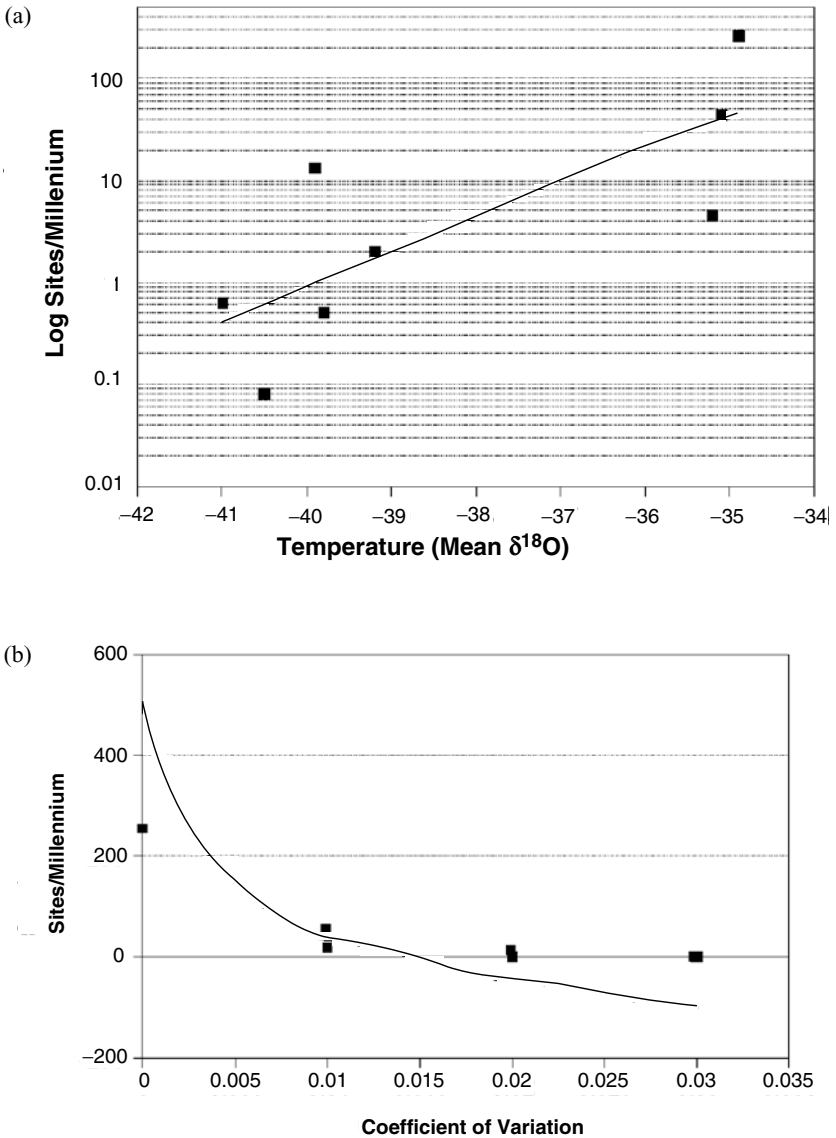 (a)
100
10
1
0.1
0.01
Log Sites/Millenium
−42 −41 −40 −39 −38 −37 −36 −35 −34
Temperature (Mean δ18O)
(b)
600
400
200
0
−200
Sites/Millennium
0 0.005 0.01 0.015 0.02 0.025 0.03 0.035
Coefficient of Variation